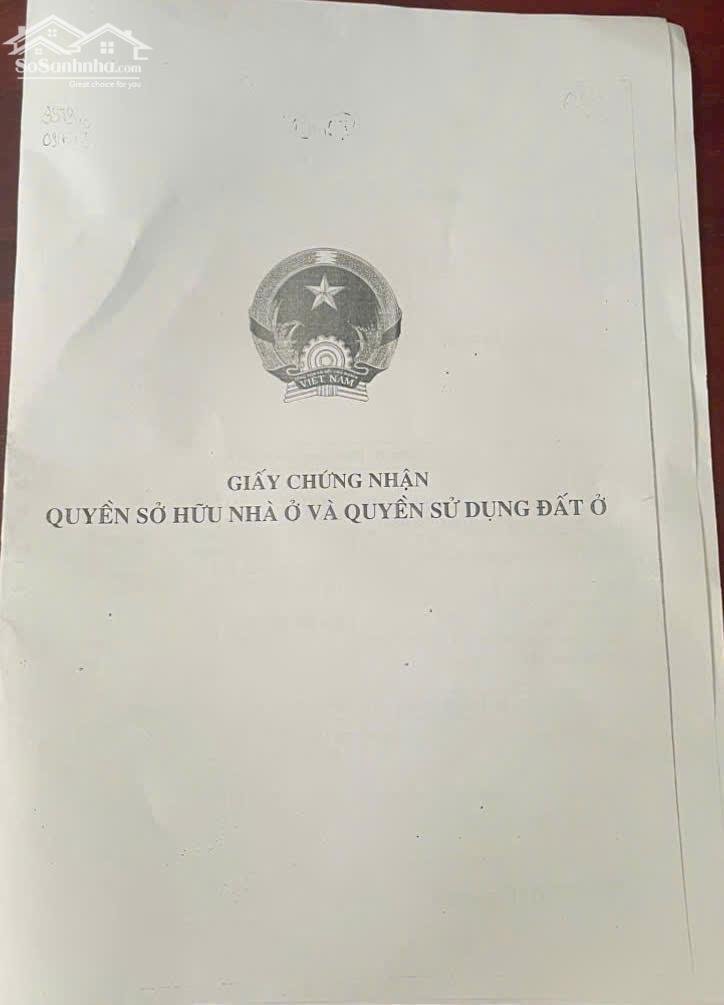 SoSanhnha.com
Great choice for you
VIỆT NAM
GIẤY CHỨNG NHẬN
QUYỀN SỞ HỮU NHÀ Ở VÀ QUYỀN SỬ DỤNG ĐẤT Ở